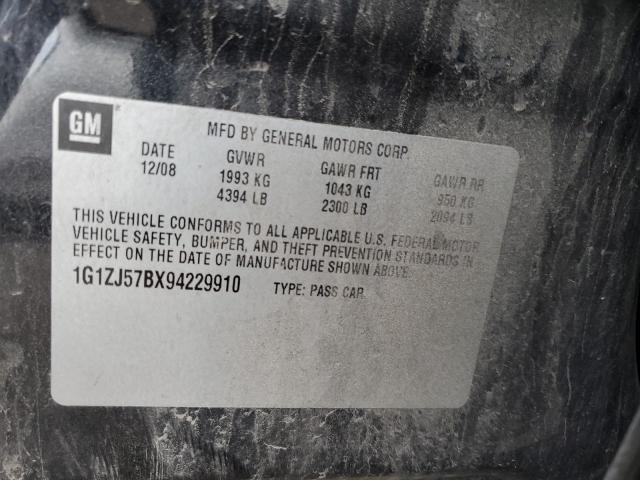 GM
MFD BY GENERAL MOTORS CORP
DATE GVWR GAWR FRT GAWR RR
12/08 1993 KG 1043 KG 950 KG
4394 LB 2300 LB 2094 LB
THIS VEHICLE CONFORMS TO ALL APPLICABLE U.S. FEDERAL MOTOR
VEHICLE SAFETY, BUMPER, AND THEFT PREVENTION STANDARDS IN
EFFECT ON THE DATE OF MANUFACTURE SHOWN ABOVE.
1G1ZJ57BX94229910 TYPE: PASS CAR